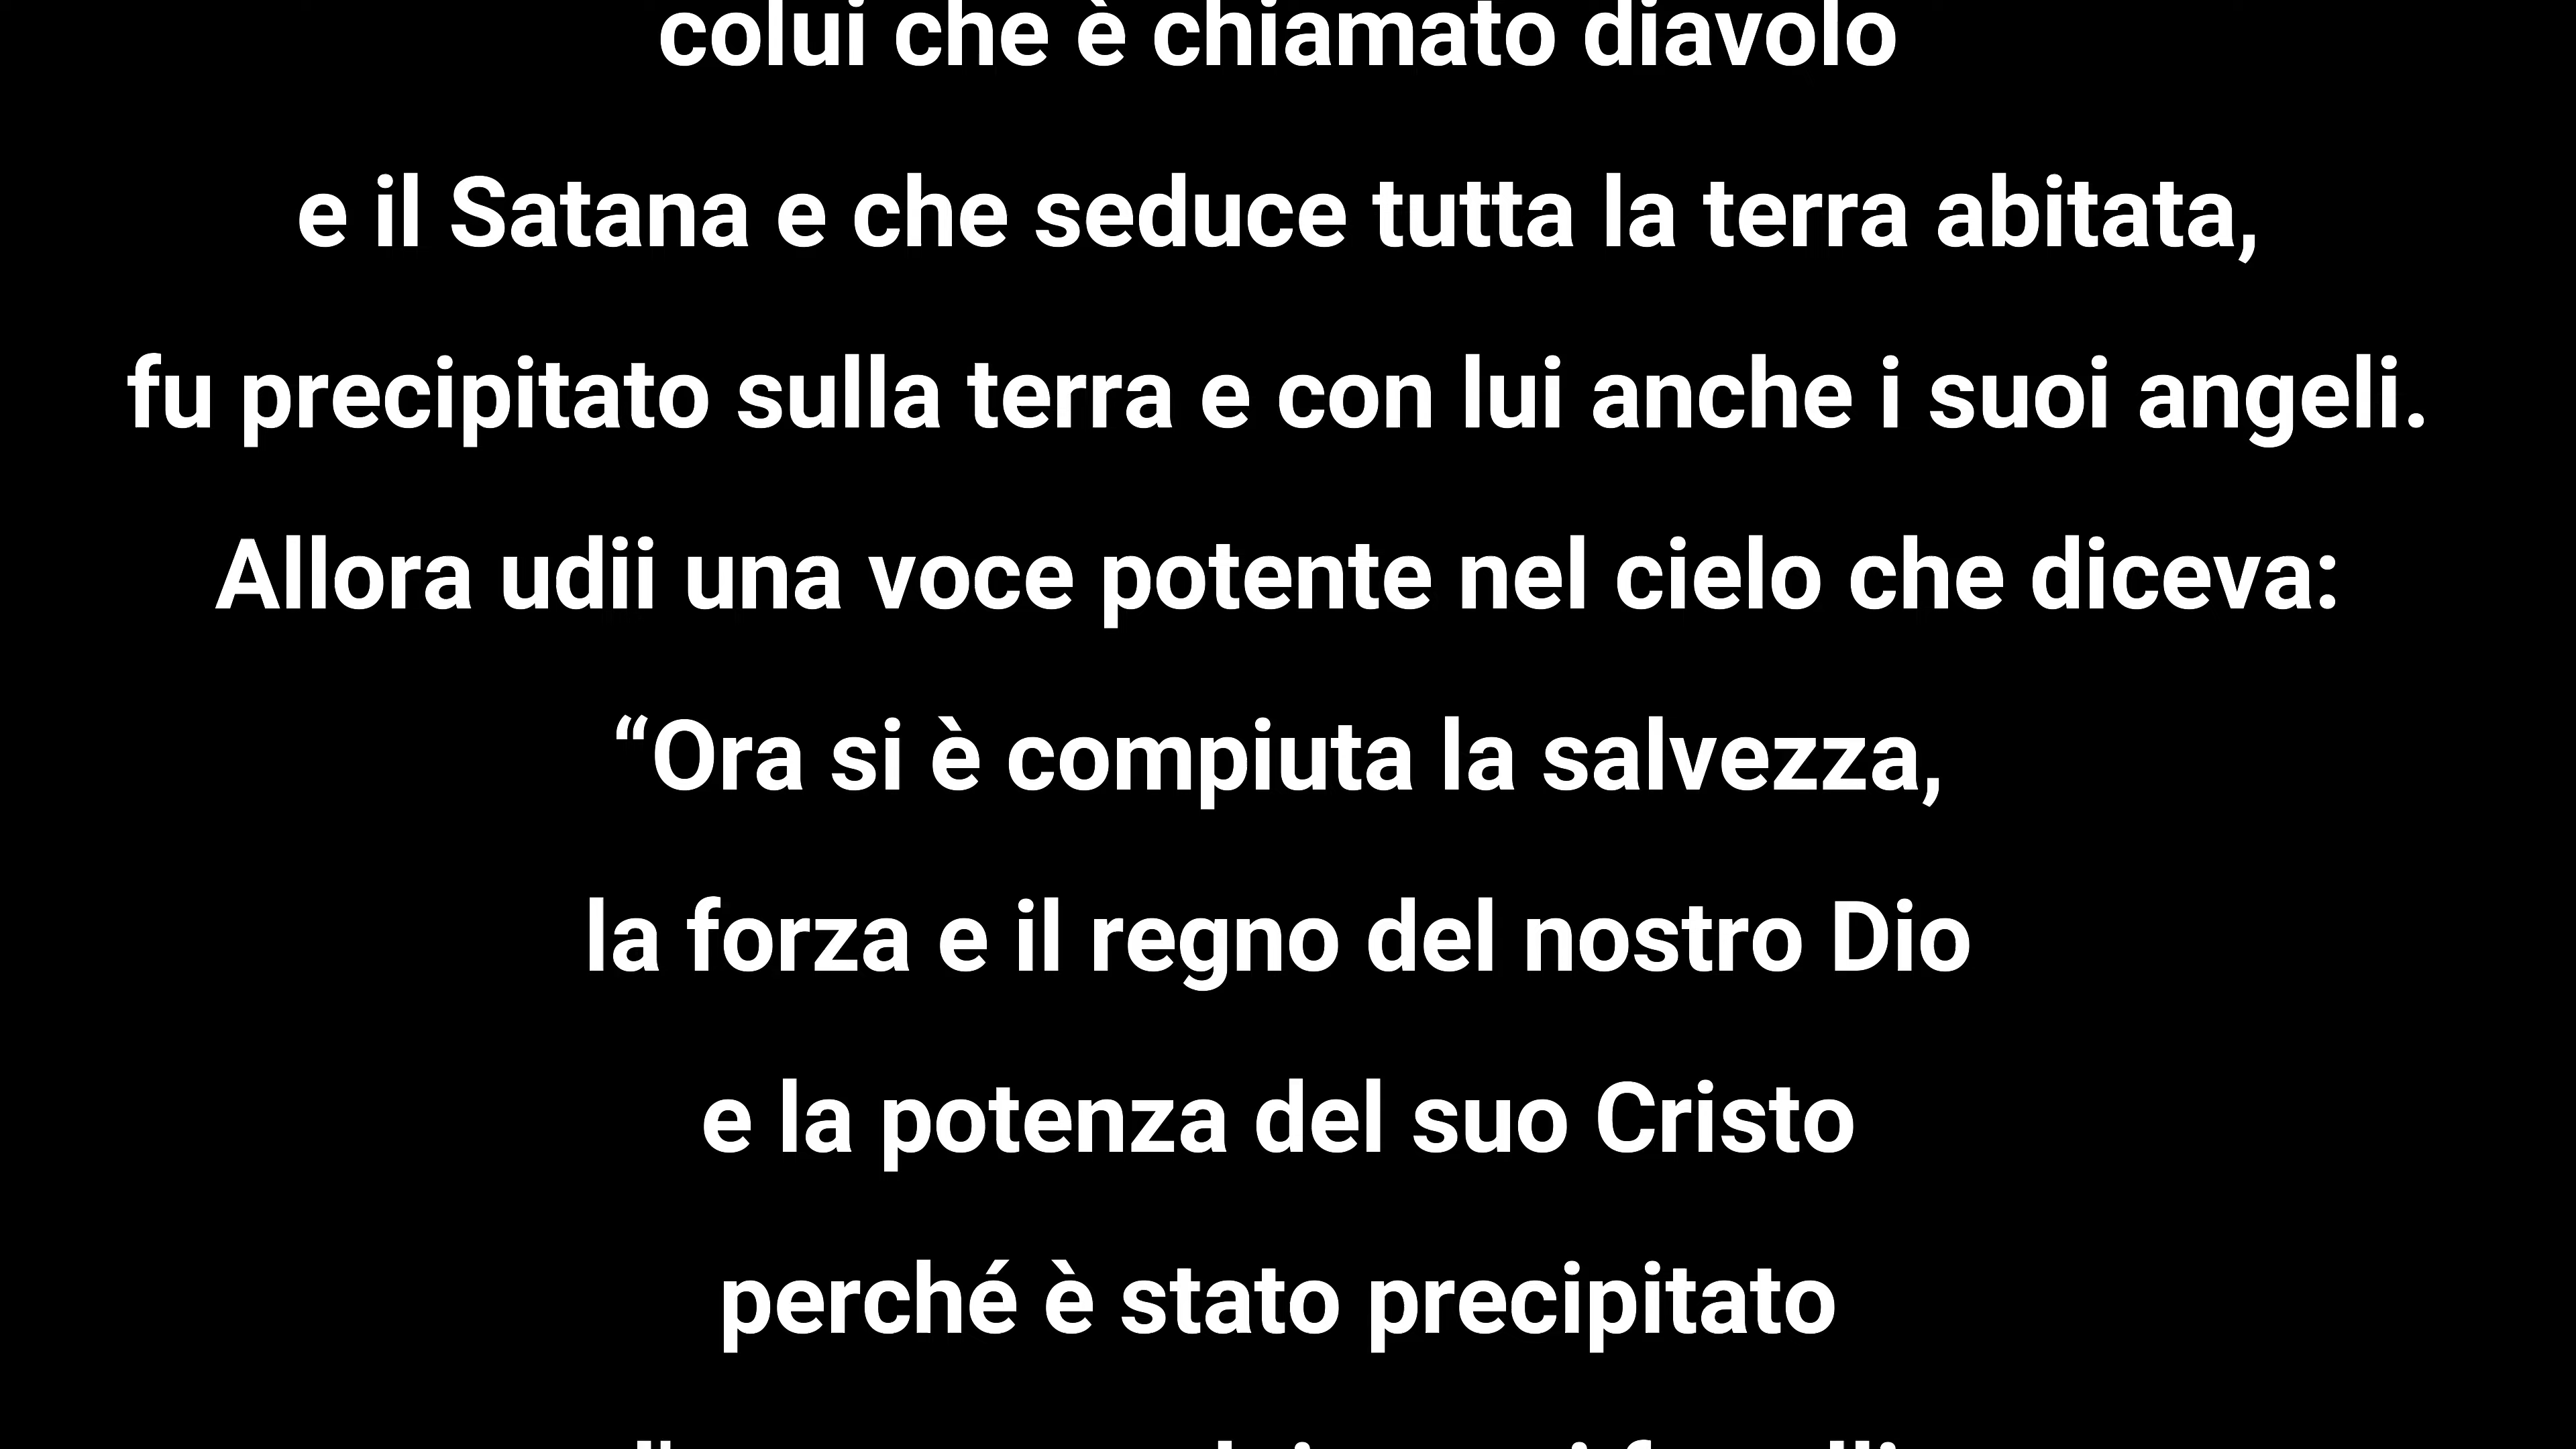 colui che è chiamato diavolo
e il Satana e che seduce tutta la terra abitata,
fu precipitato sulla terra e con lui anche i suoi angeli.
Allora udii una voce potente nel cielo che diceva:
“Ora si è compiuta la salvezza,
la forza e il regno del nostro Dio
e la potenza del suo Cristo
perché è stato precipitato